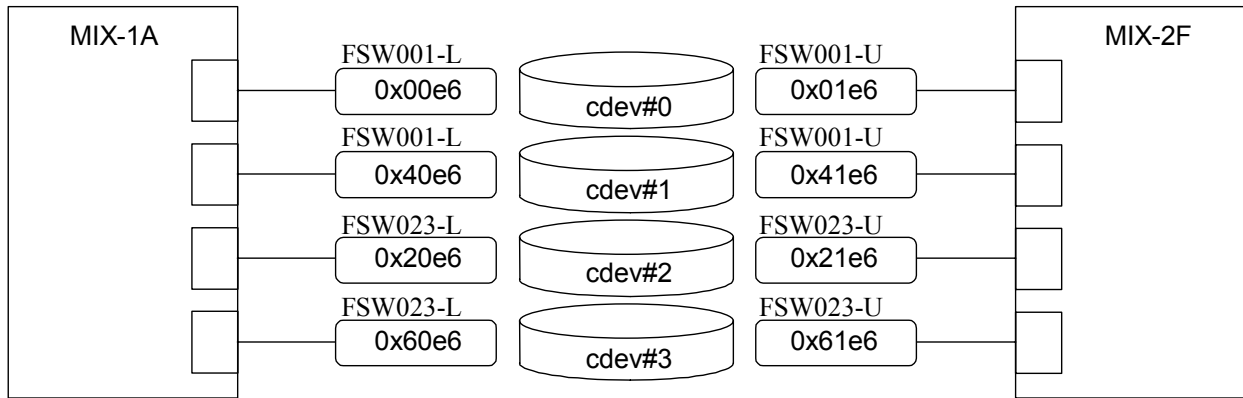 MIX-1A MIX-2F
FSW001-L FSW001-U
0x00e6 cdev#0 0x01e6
FSW001-L FSW001-U
0x40e6 cdev#1 0x41e6
FSW023-L FSW023-U
0x20e6 cdev#2 0x21e6
FSW023-L FSW023-U
0x60e6 cdev#3 0x61e6